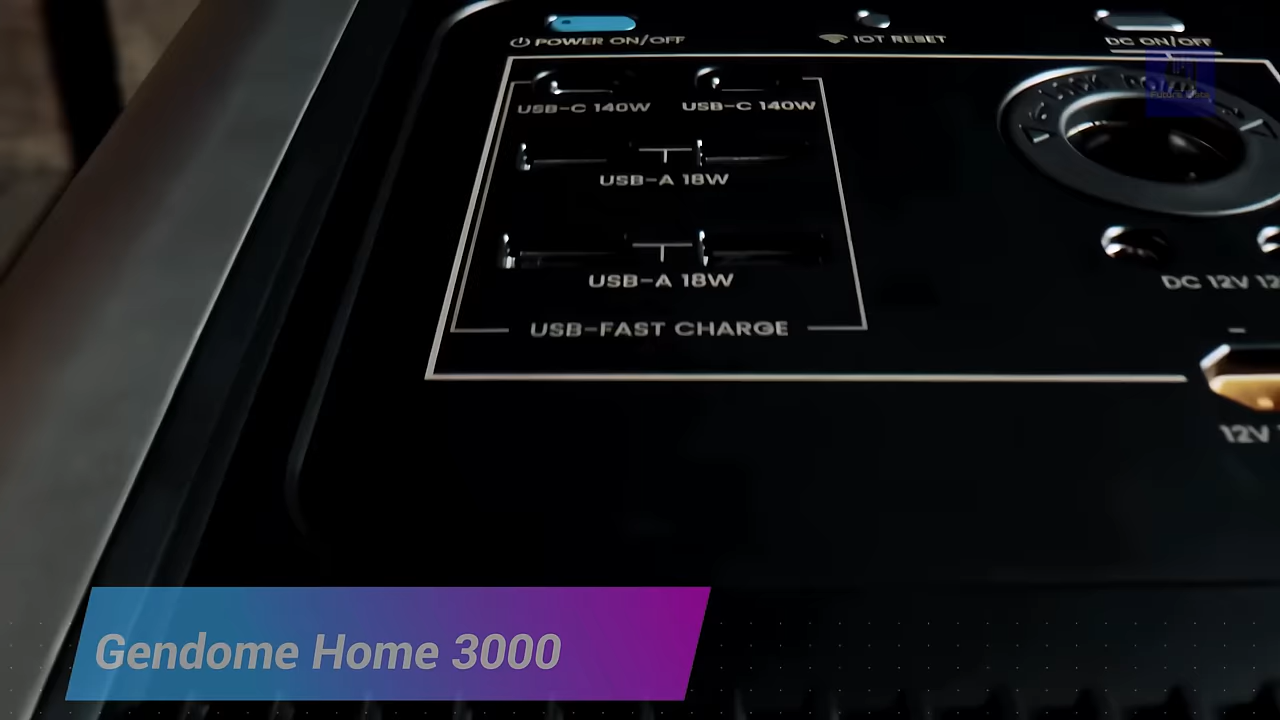 POWER ON/OFF
IOT RESET
DC ON/OFF
USB-C 140W
USB-C 140W
USB-A 18W
USB-A 18W
USB-FAST CHARGE
DC 12V
12V
Gendome Home 3000